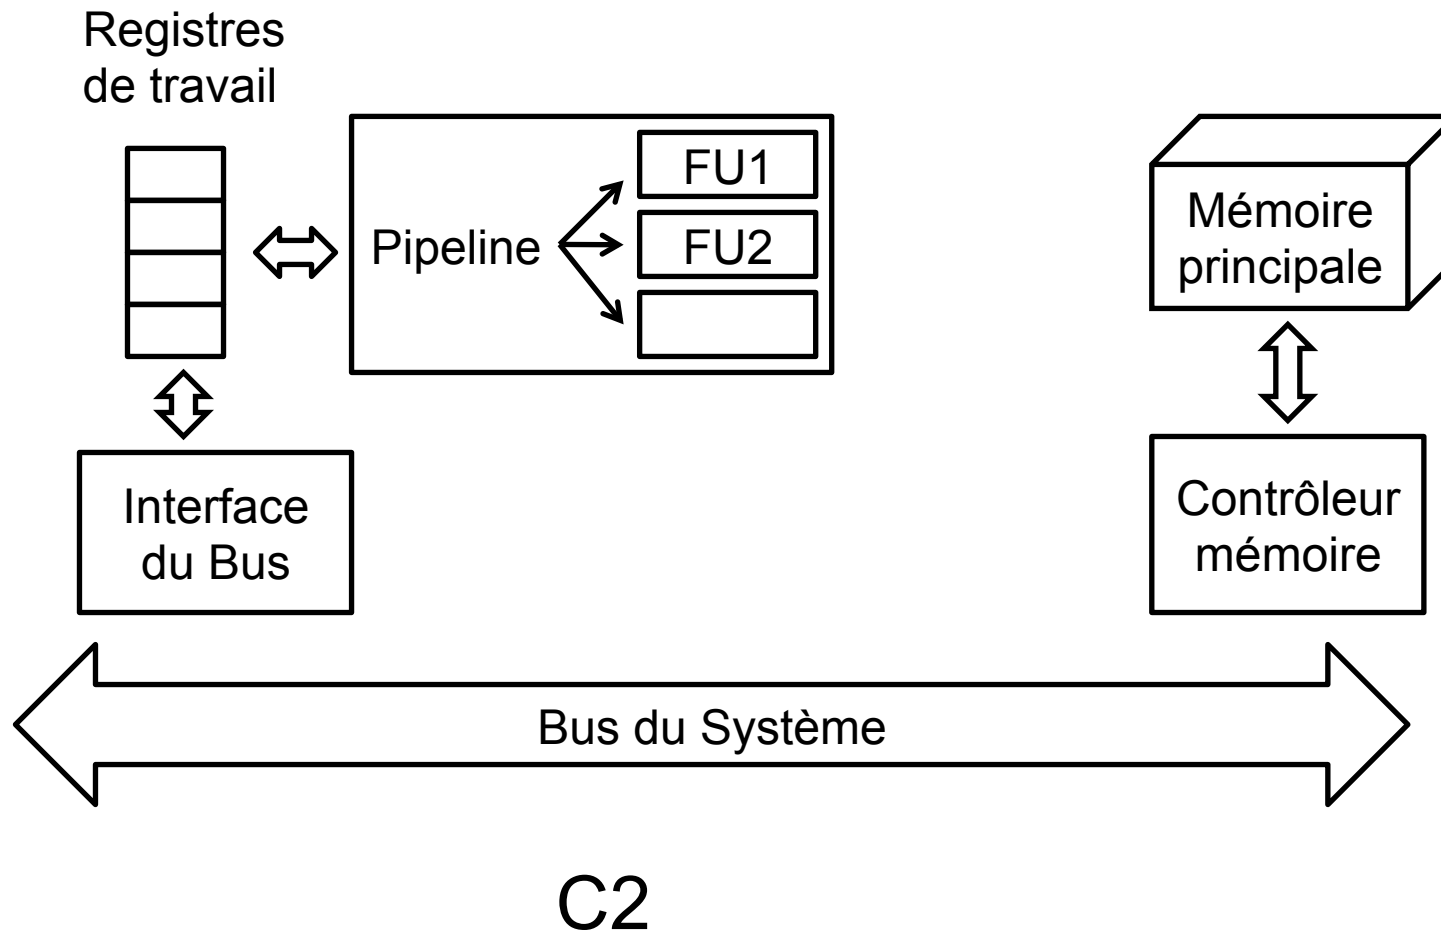 Registres
de travail
FU1
Pipeline
FU2
Mémoire
principale
Interface
du Bus
Contrôleur
mémoire
Bus du Système
C2